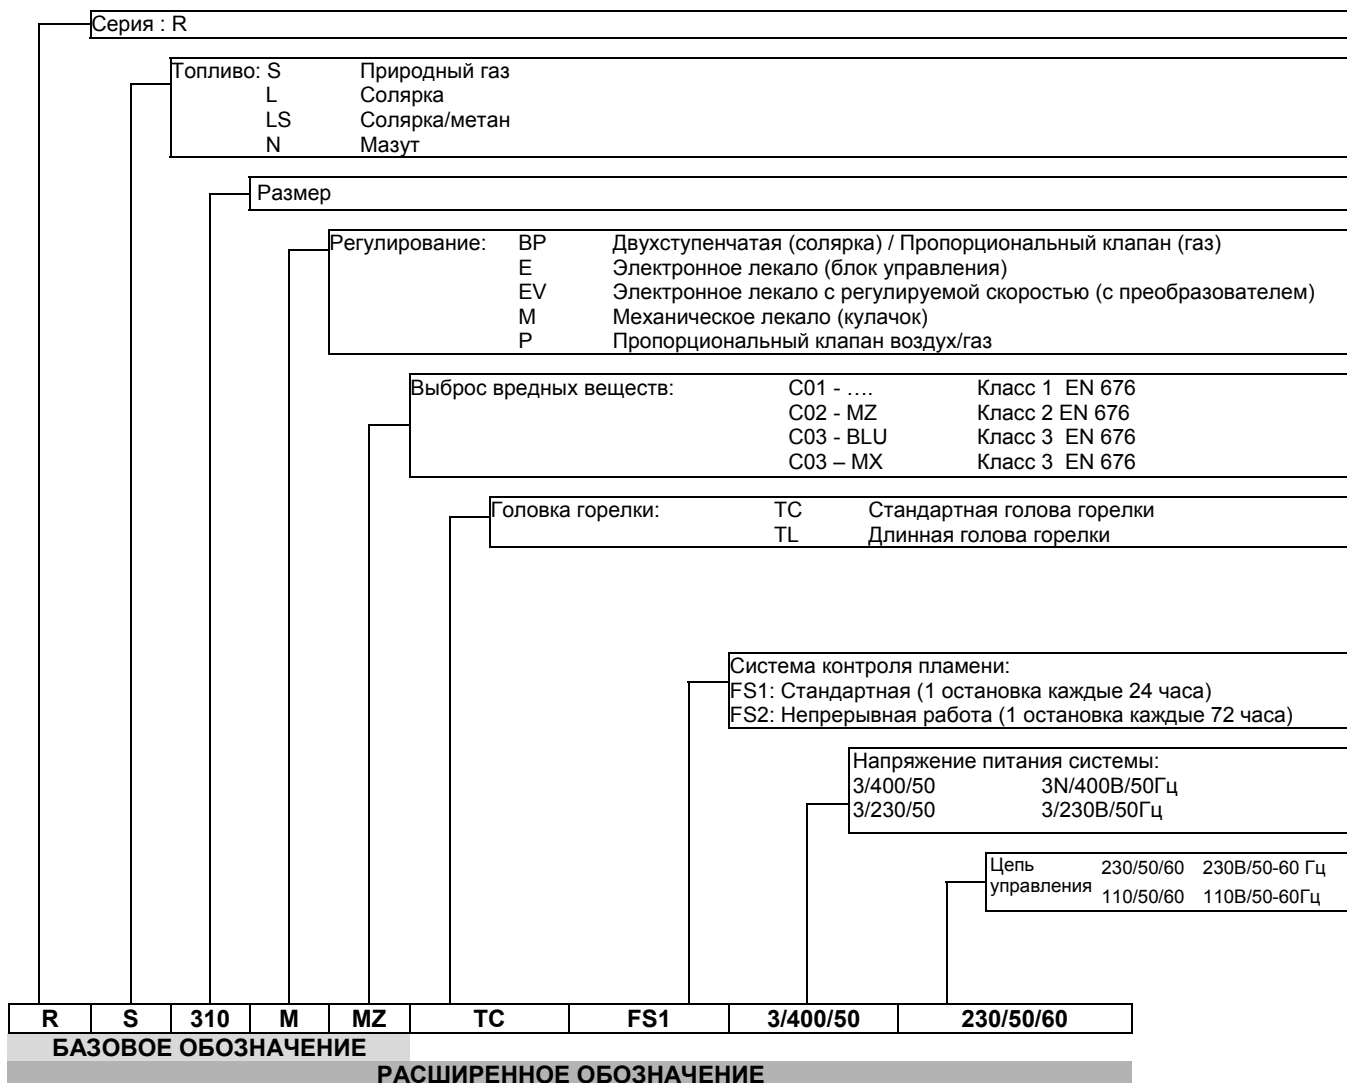 Серия : R
Топливо: S Природный газ
L Солярка
LS Солярка/метан
N Мазут
Размер
Регулирование: BP Двухступенчатая (солярка) / Пропорциональный клапан (газ)
E Электронное лекало (блок управления)
EV Электронное лекало с регулируемой скоростью (с преобразователем)
M Механическое лекало (кулачок)
P Пропорциональный клапан воздух/газ
Выброс вредных веществ: C01 - .... Класс 1 EN 676
C02 - MZ Класс 2 EN 676
C03 - BLU Класс 3 EN 676
C03 – MX Класс 3 EN 676
Головка горелки: TC Стандартная голова горелки
TL Длинная голова горелки
Система контроля пламени:
FS1: Стандартная (1 остановка каждые 24 часа)
FS2: Непрерывная работа (1 остановка каждые 72 часа)
Напряжение питания системы:
3/400/50 3N/400В/50Гц
3/230/50 3/230В/50Гц
Цепь управления 230/50/60 230В/50-60 Гц
110/50/60 110В/50-60Гц
R S 310 M MZ TC FS1 3/400/50 230/50/60
БАЗОВОЕ ОБОЗНАЧЕНИЕ
РАСШИРЕННОЕ ОБОЗНАЧЕНИЕ